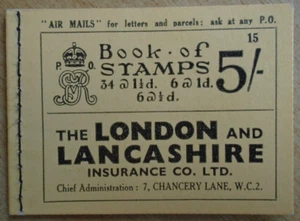 "AIR MAILS" for letters and parcels: ask at any P.O.
15
Book·of
STAMPS 5/-
P. O.
34 @ 1½d. 6 @ 1d.
6 @ ½d.
THE LONDON AND
LANCASHIRE
INSURANCE CO. LTD.
Chief Administration: 7, CHANCERY LANE, W.C.2.